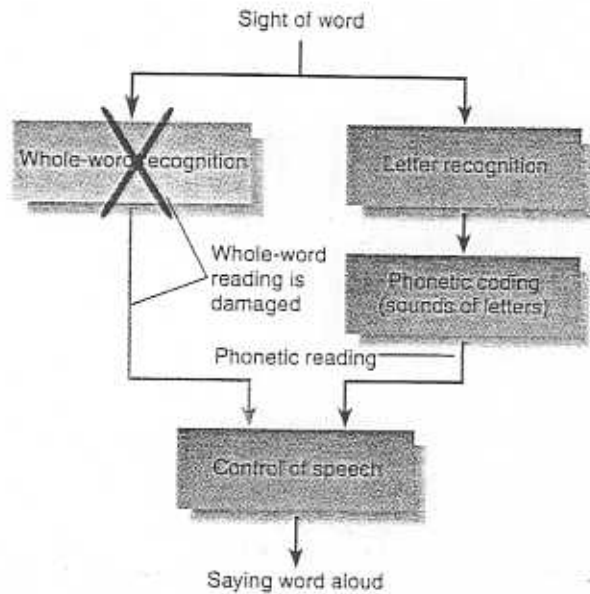 Sight of word
Whole-word recognition
Letter recognition
Whole-word
reading is
damaged
Phonetic coding
(sounds of letters)
Phonetic reading
Control of speech
Saying word aloud